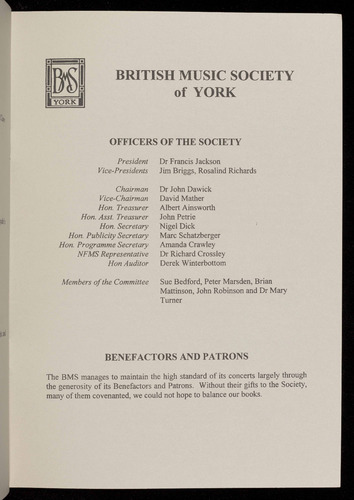 BMS
YORK
BRITISH MUSIC SOCIETY
of YORK
OFFICERS OF THE SOCIETY
President Dr Francis Jackson
Vice-Presidents Jim Briggs, Rosalind Richards
Chairman Dr John Dawick
Vice-Chairman David Mather
Hon. Treasurer Albert Ainsworth
Hon. Asst. Treasurer John Petrie
Hon. Secretary Nigel Dick
Hon. Publicity Secretary Marc Schatzberger
Hon. Programme Secretary Amanda Crawley
NFMS Representative Dr Richard Crossley
Hon Auditor Derek Winterbottom
Members of the Committee Sue Bedford, Peter Marsden, Brian
Mattinson, John Robinson and Dr Mary
Turner
BENEFACTORS AND PATRONS
The BMS manages to maintain the high standard of its concerts largely through
the generosity of its Benefactors and Patrons. Without their gifts to the Society,
many of them covenanted, we could not hope to balance our books.